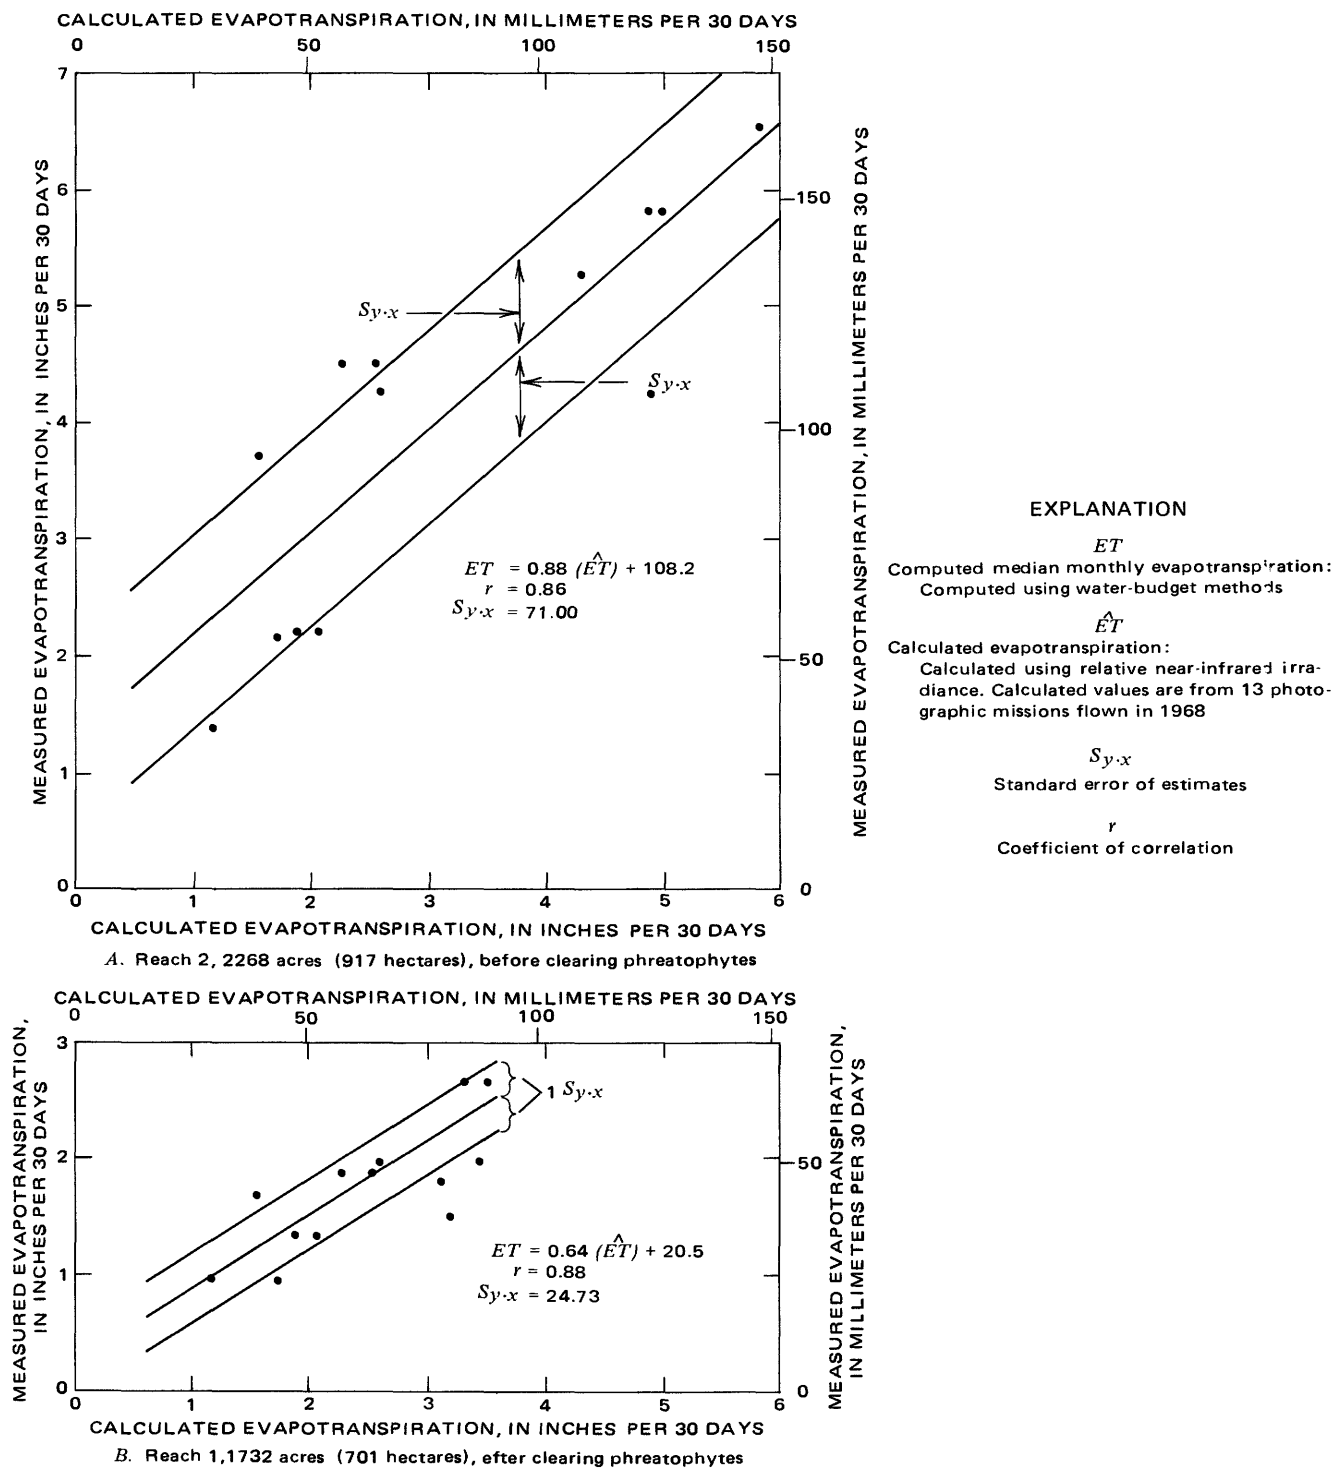 CALCULATED EVAPOTRANSPIRATION, IN MILLIMETERS PER 30 DAYS
0 50 100 150
7
6
5
4
3
2
1
0
MEASURED EVAPOTRANSPIRATION, IN INCHES PER 30 DAYS
Sy·x
Sy·x
ET = 0.88 (ÊT) + 108.2
r = 0.86
Sy·x = 71.00
150
100
50
0
MEASURED EVAPOTRANSPIRATION, IN MILLIMETERS PER 30 DAYS
0 1 2 3 4 5 6
CALCULATED EVAPOTRANSPIRATION, IN INCHES PER 30 DAYS
A. Reach 2, 2268 acres (917 hectares), before clearing phreatophytes
EXPLANATION
ET
Computed median monthly evapotranspiration:
Computed using water-budget methods
ÊT
Calculated evapotranspiration:
Calculated using relative near-infrared irra-
diance. Calculated values are from 13 photo-
graphic missions flown in 1968
Sy·x
Standard error of estimates
r
Coefficient of correlation
CALCULATED EVAPOTRANSPIRATION, IN MILLIMETERS PER 30 DAYS
0 50 100 150
3
2
1
0
MEASURED EVAPOTRANSPIRATION,
IN INCHES PER 30 DAYS
1 Sy·x
ET = 0.64 (ÊT) + 20.5
r = 0.88
Sy·x = 24.73
50
0
MEASURED EVAPOTRANSPIRATION,
IN MILLIMETERS PER 30 DAYS
0 1 2 3 4 5 6
CALCULATED EVAPOTRANSPIRATION, IN INCHES PER 30 DAYS
B. Reach 1,1732 acres (701 hectares), efter clearing phreatophytes